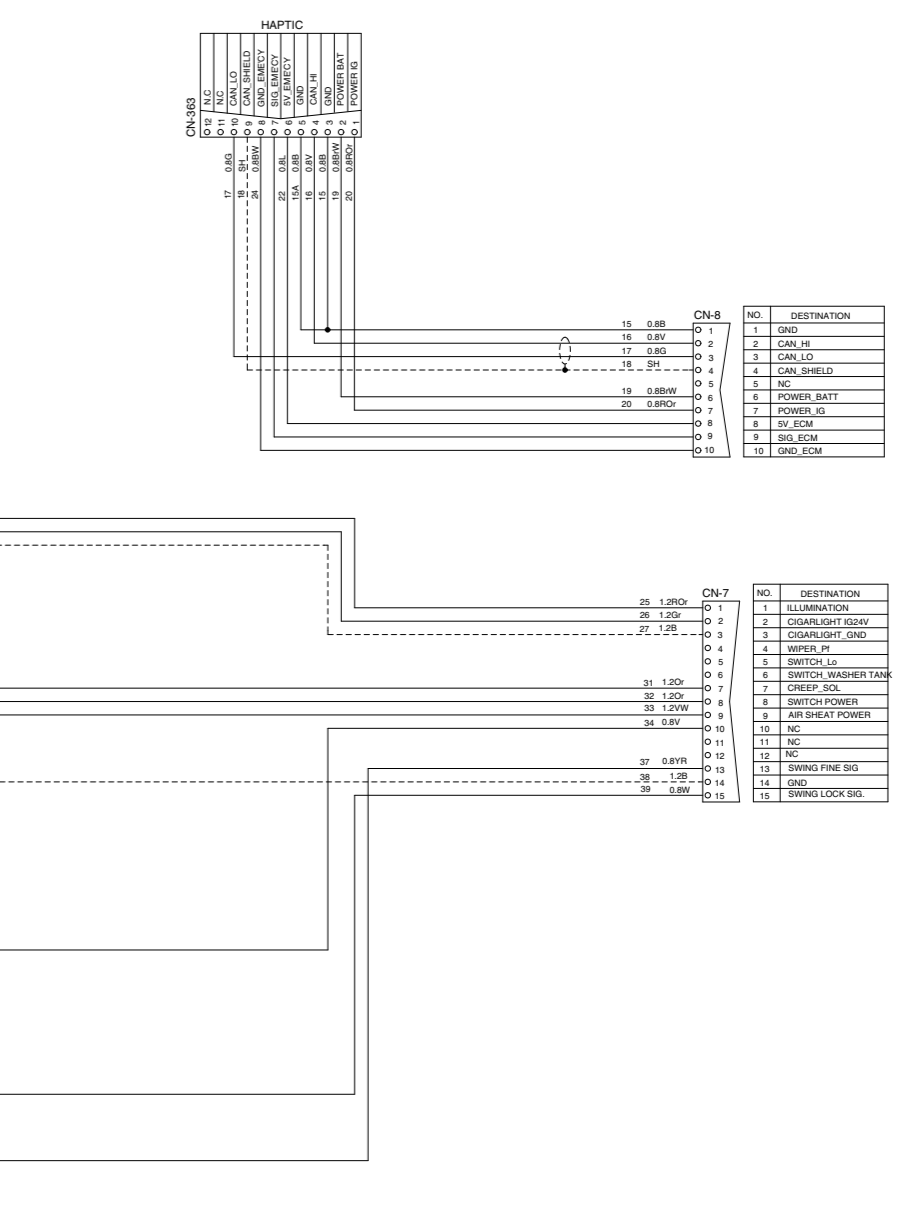 HAPTIC
CN-363
N.C
N.C
CAN_LO
CAN_SHIELD
GND_EMECY
SIG_EMECY
5V_EMECY
GND
CAN_HI
GND
POWER BAT
POWER IG
12
11
10
9
8
7
6
5
4
3
2
1
0.8G
SH
0.8BW
0.8L
0.8B
0.8V
0.8B
0.8BrW
0.8ROr
17
18
24
22
15A
16
15
19
20
CN-8
15 0.8B 1
16 0.8V 2
17 0.8G 3
18 SH 4
5
19 0.8BrW 6
20 0.8ROr 7
8
9
10
NO. DESTINATION
1 GND
2 CAN_HI
3 CAN_LO
4 CAN_SHIELD
5 NC
6 POWER_BATT
7 POWER_IG
8 5V_ECM
9 SIG_ECM
10 GND_ECM
CN-7
25 1.2ROr 1
26 1.2Gr 2
27 1.2B 3
4
5
6
31 1.2Or 7
32 1.2Or 8
33 1.2VW 9
34 0.8V 10
11
12
37 0.8YR 13
38 1.2B 14
39 0.8W 15
NO. DESTINATION
1 ILLUMINATION
2 CIGARLIGHT IG24V
3 CIGARLIGHT_GND
4 WIPER_Pf
5 SWITCH_Lo
6 SWITCH_WASHER TANK
7 CREEP_SOL
8 SWITCH POWER
9 AIR SHEAT POWER
10 NC
11 NC
12 NC
13 SWING FINE SIG
14 GND
15 SWING LOCK SIG.